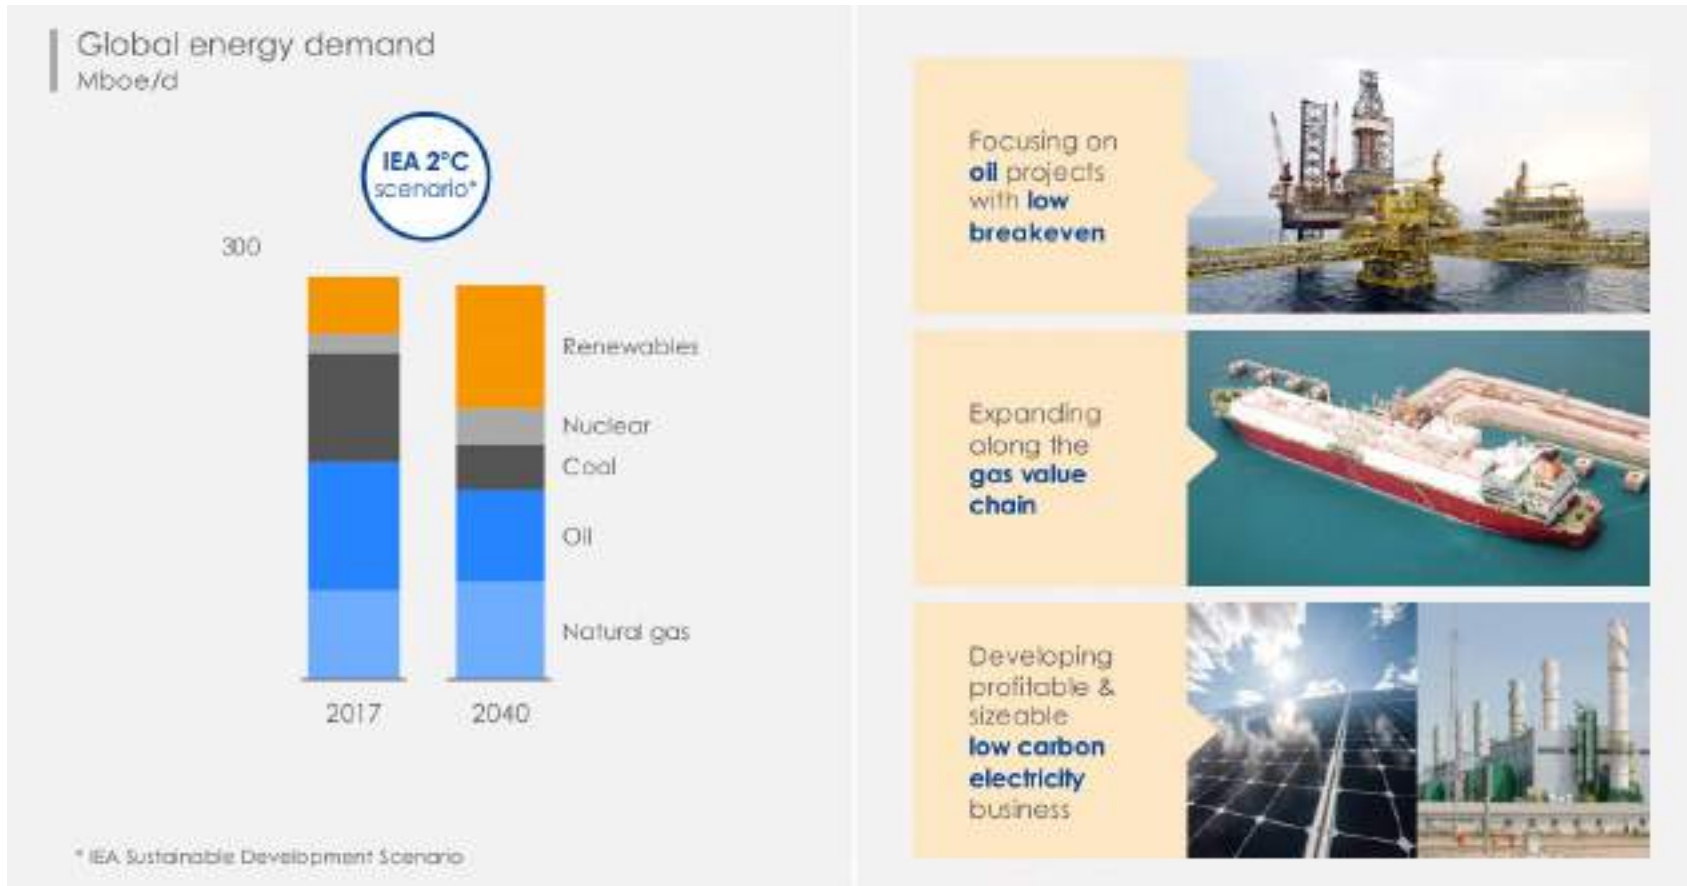 Global energy demand
Mboe/d
IEA 2°C
scenario*
300
Renewables
Nuclear
Coal
Oil
Natural gas
2017
2040
* IEA Sustainable Development Scenario
Focusing on
oil projects
with low
breakeven
Expanding
along the
gas value
chain
Developing
profitable &
sizeable
low carbon
electricity
business